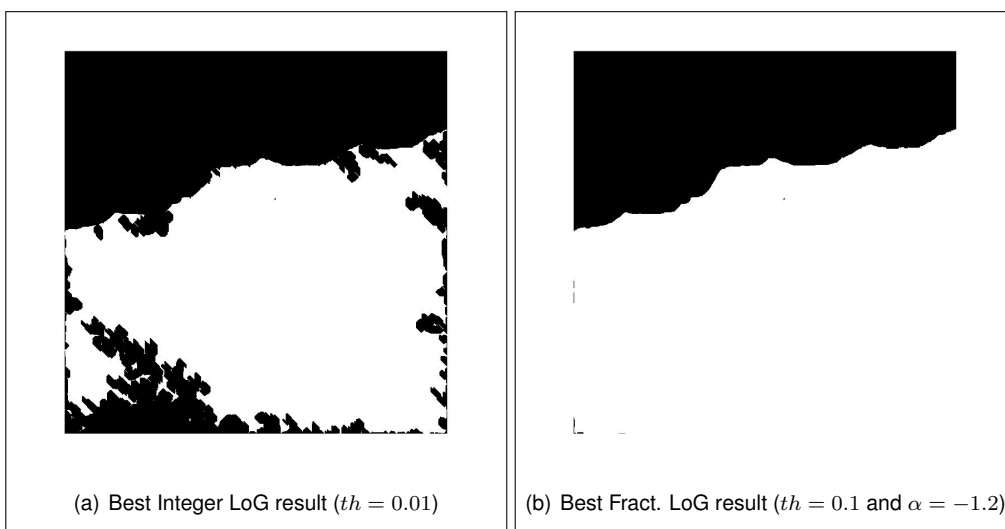 (a) Best Integer LoG result (th = 0.01)
(b) Best Fract. LoG result (th = 0.1 and α = −1.2)